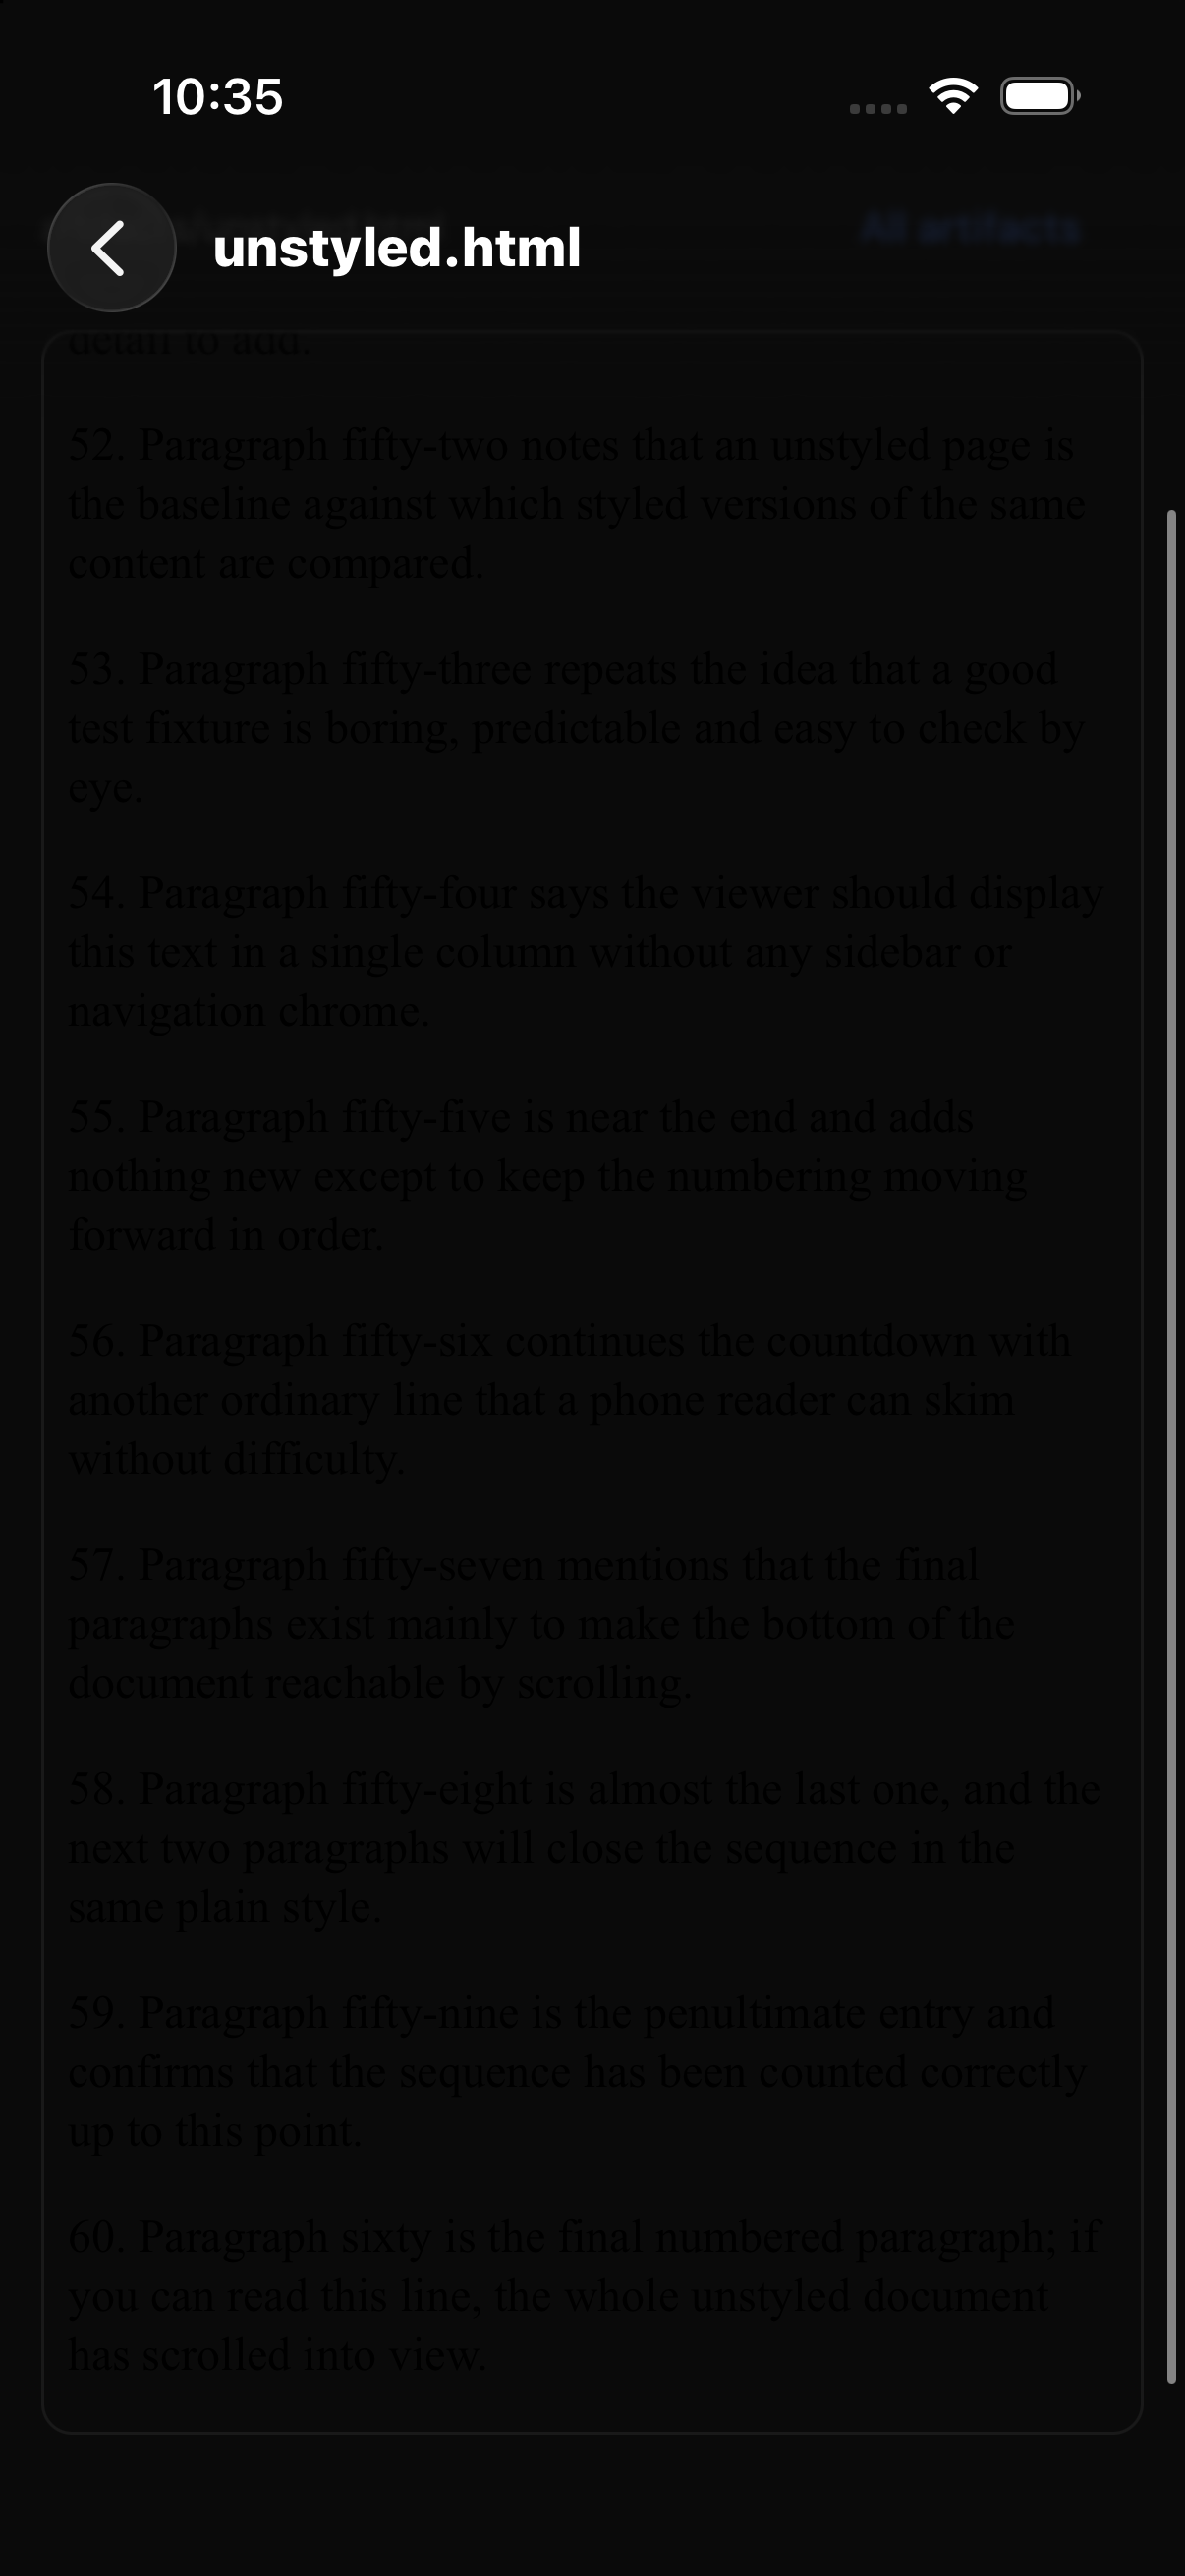 10:35
All artifacts
unstyled.html
detail to add.
52. Paragraph fifty-two notes that an unstyled page is
the baseline against which styled versions of the same
content are compared.
53. Paragraph fifty-three repeats the idea that a good
test fixture is boring, predictable and easy to check by
eye.
54. Paragraph fifty-four says the viewer should display
this text in a single column without any sidebar or
navigation chrome.
55. Paragraph fifty-five is near the end and adds
nothing new except to keep the numbering moving
forward in order.
56. Paragraph fifty-six continues the countdown with
another ordinary line that a phone reader can skim
without difficulty.
57. Paragraph fifty-seven mentions that the final
paragraphs exist mainly to make the bottom of the
document reachable by scrolling.
58. Paragraph fifty-eight is almost the last one, and the
next two paragraphs will close the sequence in the
same plain style.
59. Paragraph fifty-nine is the penultimate entry and
confirms that the sequence has been counted correctly
up to this point.
60. Paragraph sixty is the final numbered paragraph; if
you can read this line, the whole unstyled document
has scrolled into view.